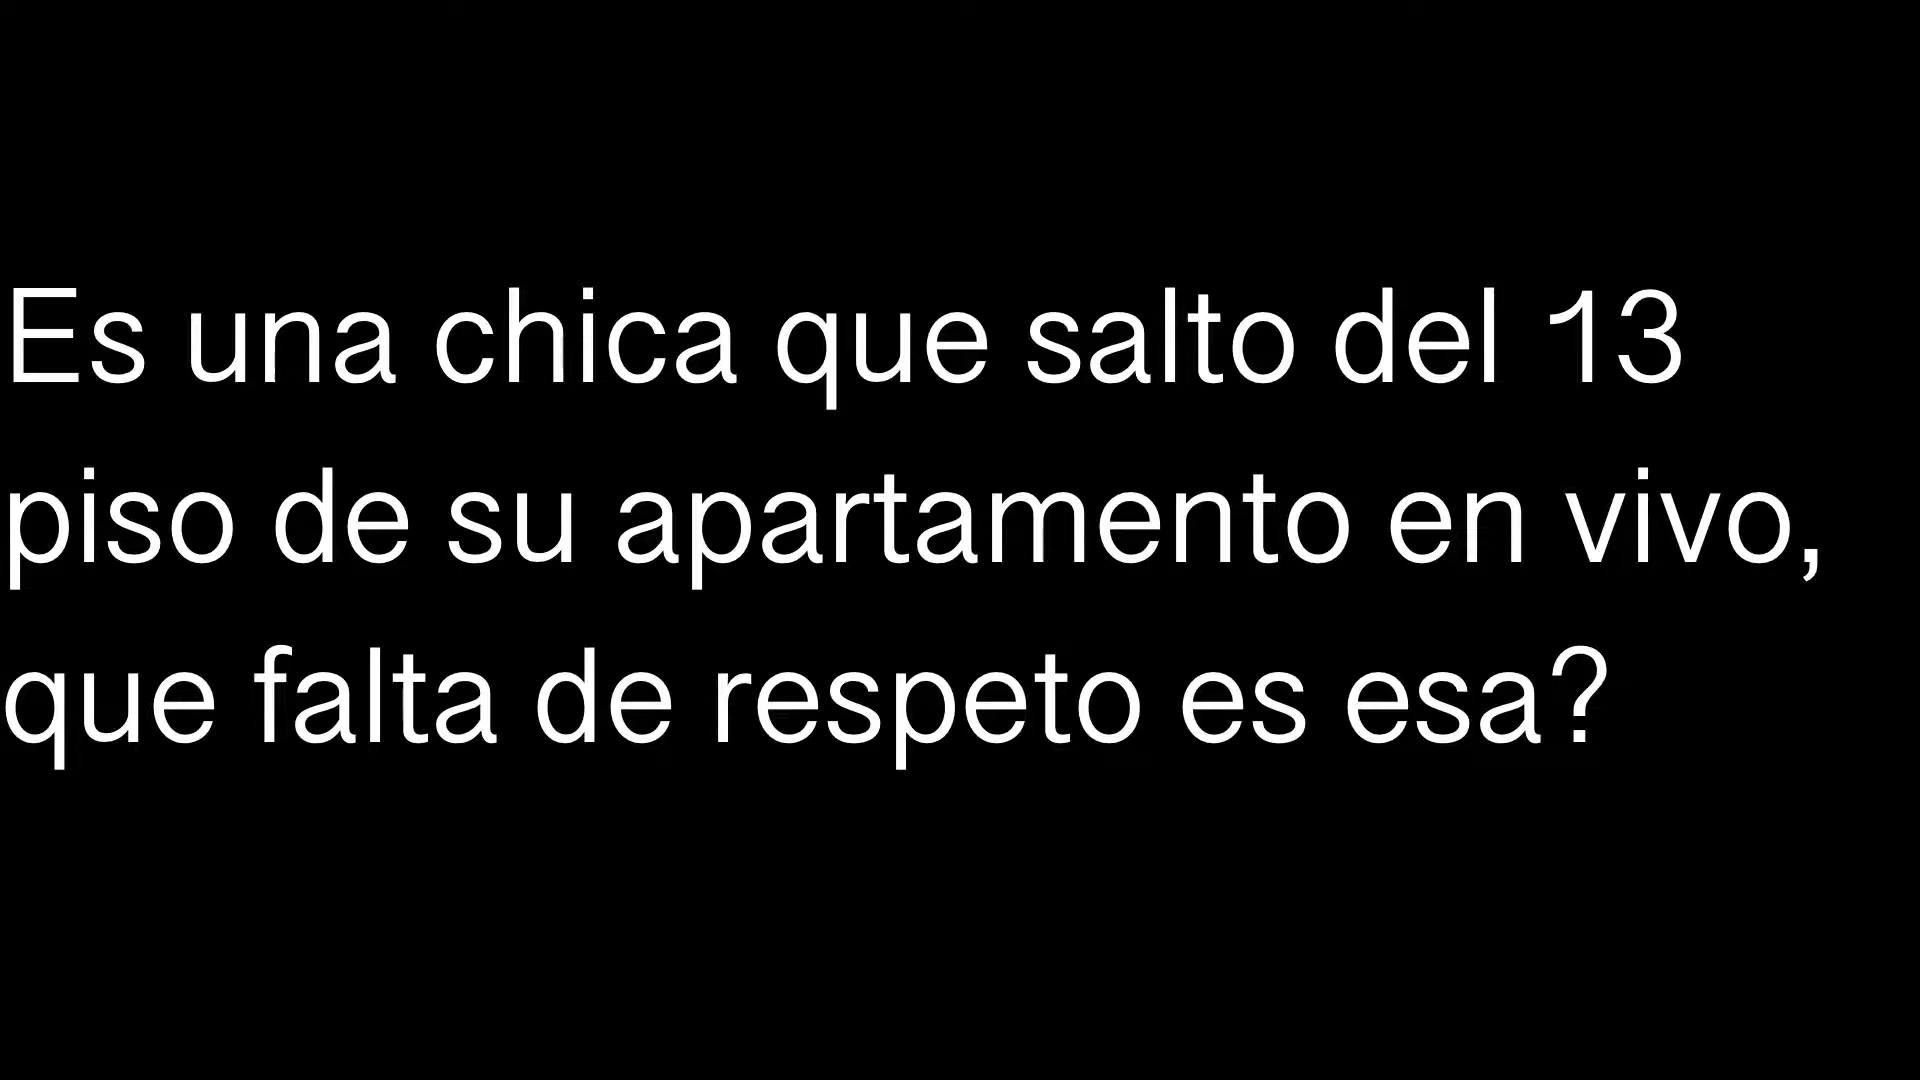 Es una chica que salto del 13
piso de su apartamento en vivo,
que falta de respeto es esa?